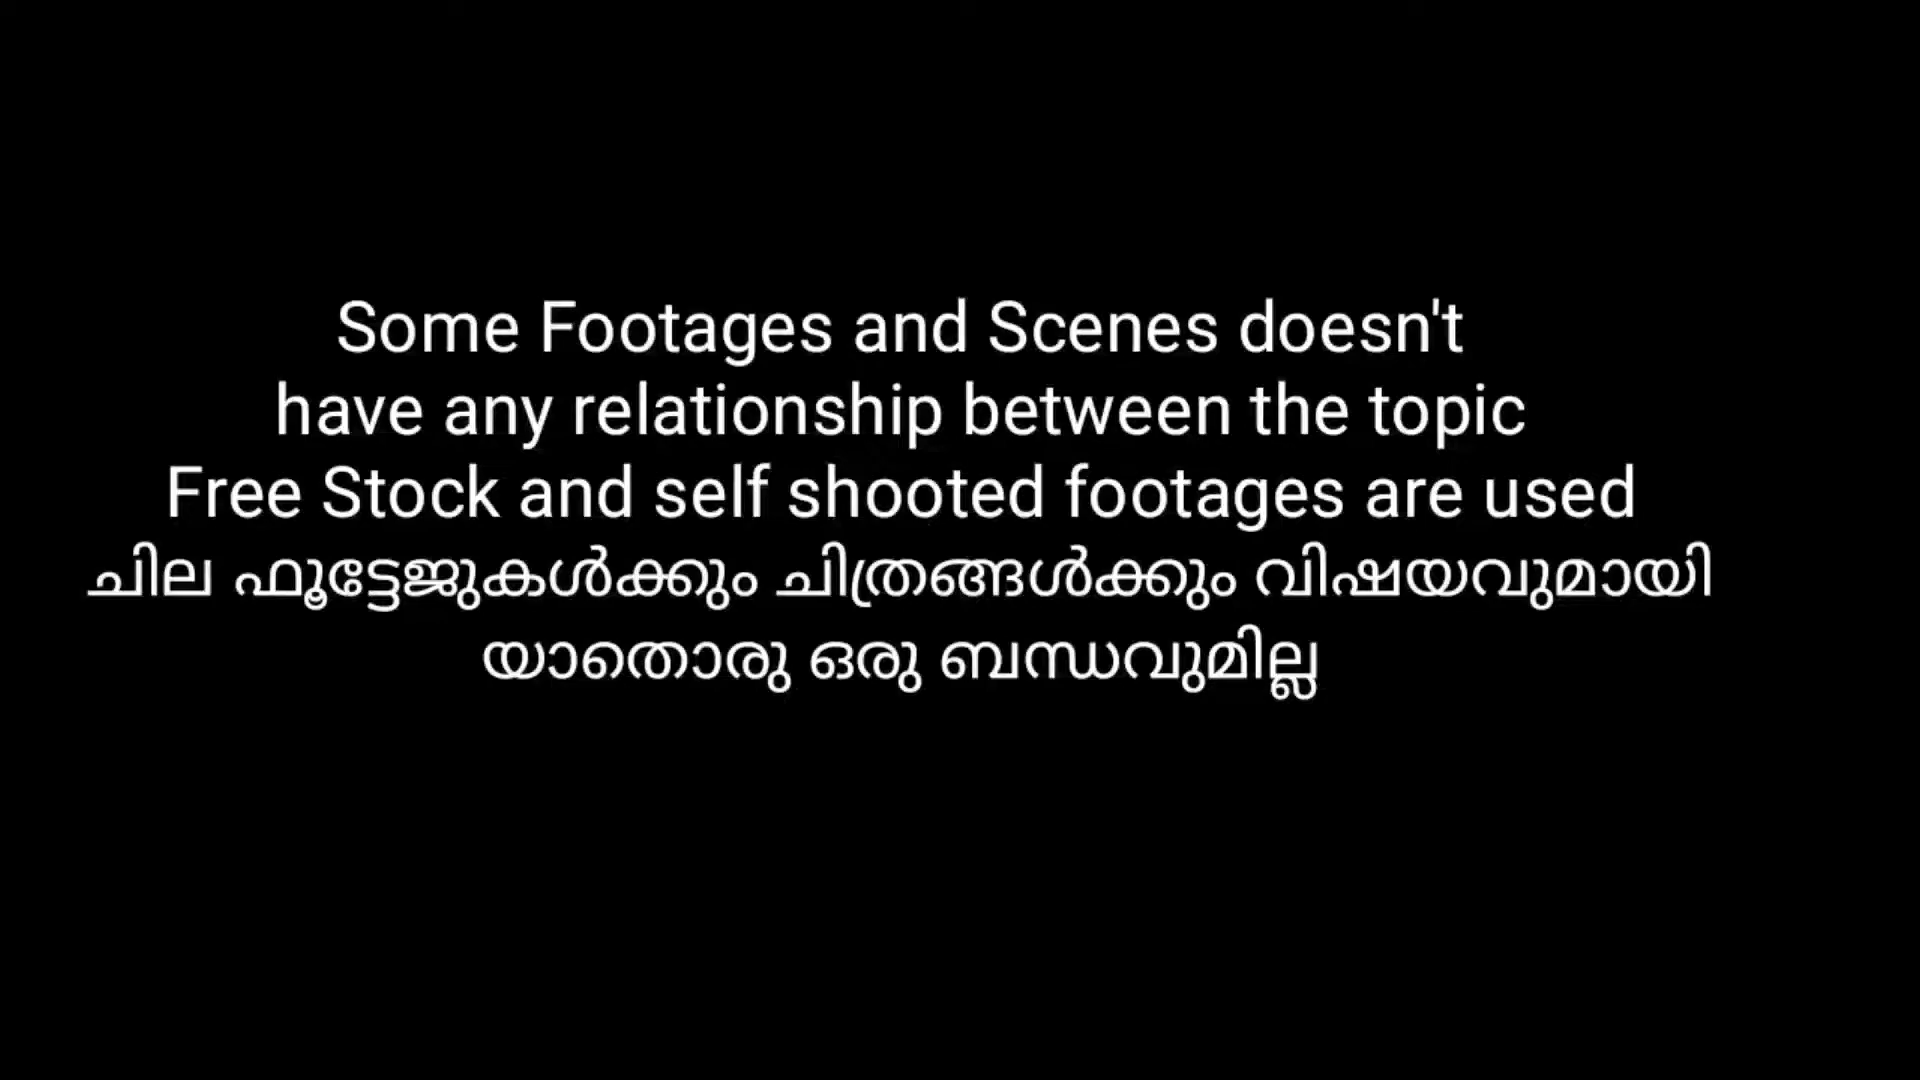 Some Footages and Scenes doesn't
have any relationship between the topic
Free Stock and self shooted footages are used
ചില ഫൂട്ടേജുകൾക്കും ചിത്രങ്ങൾക്കും വിഷയവുമായി
യാതൊരു ഒരു ബന്ധവുമില്ല